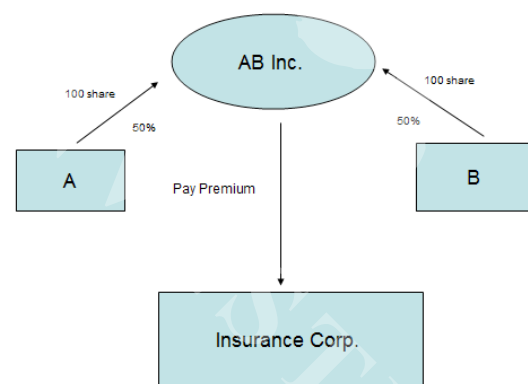 AB Inc.
100 share
100 share
50%
50%
A
B
Pay Premium
Insurance Corp.